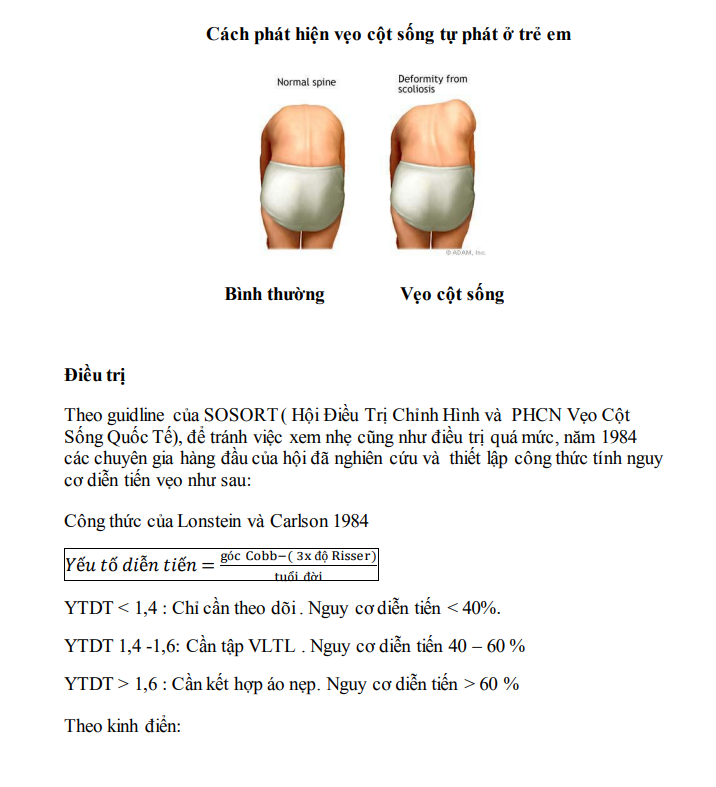 Cách phát hiện vẹo cột sống tự phát ở trẻ em
Normal spine
Deformity from
scoliosis
© ADAM, Inc.
Bình thường
Vẹo cột sống
Điều trị
Theo guidline của SOSORT ( Hội Điều Trị Chỉnh Hình và PHCN Vẹo Cột
Sống Quốc Tế), để tránh việc xem nhẹ cũng như điều trị quá mức, năm 1984
các chuyên gia hàng đầu của hội đã nghiên cứu và thiết lập công thức tính nguy
cơ diễn tiến vẹo như sau:
Công thức của Lonstein và Carlson 1984
Yếu tố diễn tiến = góc Cobb−( 3x độ Risser) / tuổi đời
YTDT < 1,4 : Chỉ cần theo dõi . Nguy cơ diễn tiến < 40%.
YTDT 1,4 -1,6: Cần tập VLTL . Nguy cơ diễn tiến 40 – 60 %
YTDT > 1,6 : Cần kết hợp áo nẹp. Nguy cơ diễn tiến > 60 %
Theo kinh điển: